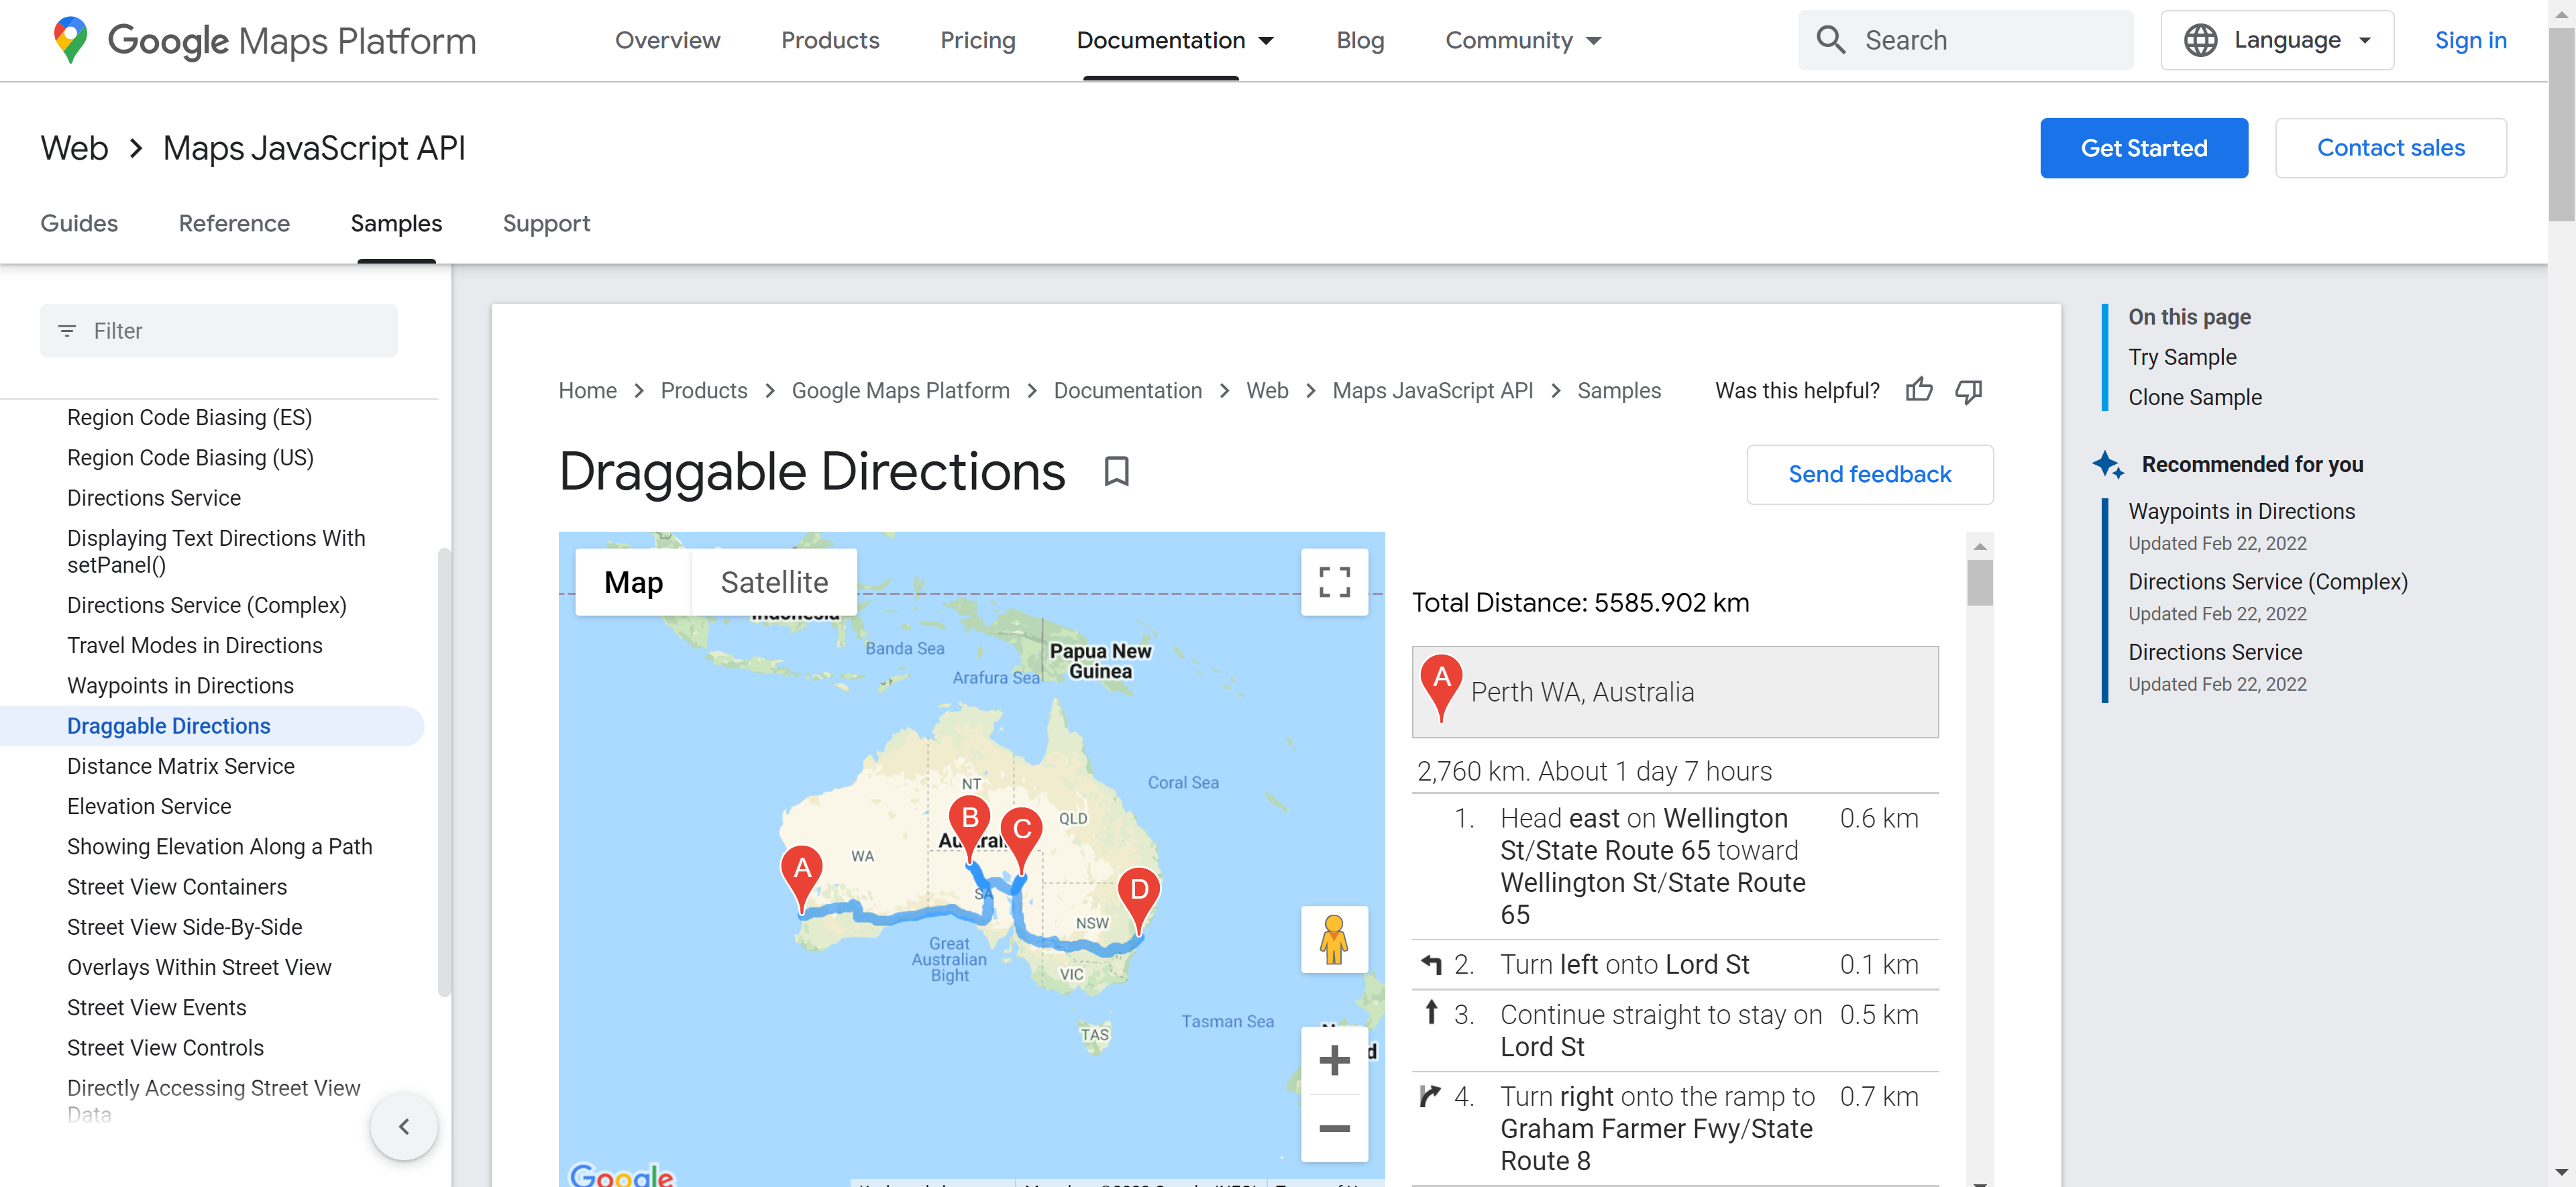 Google Maps Platform
Overview
Products
Pricing
Documentation
Blog
Community
Search
Language
Sign in
Web
Maps JavaScript API
Get Started
Contact sales
Guides
Reference
Samples
Support
Filter
Region Code Biasing (ES)
Region Code Biasing (US)
Directions Service
Displaying Text Directions With
setPanel()
Directions Service (Complex)
Travel Modes in Directions
Waypoints in Directions
Draggable Directions
Distance Matrix Service
Elevation Service
Showing Elevation Along a Path
Street View Containers
Street View Side-By-Side
Overlays Within Street View
Street View Events
Street View Controls
Directly Accessing Street View
Data
Home
Products
Google Maps Platform
Documentation
Web
Maps JavaScript API
Samples
Was this helpful?
Draggable Directions
Send feedback
Map
Satellite
Indonesia
Banda Sea
Arafura Sea
Papua New
Guinea
Coral Sea
NT
QLD
WA
SA
NSW
VIC
TAS
A
B
C
D
Great
Australian
Bight
Tasman Sea
Google
Total Distance: 5585.902 km
A
Perth WA, Australia
2,760 km. About 1 day 7 hours
1. Head east on Wellington 0.6 km
St/State Route 65 toward
Wellington St/State Route
65
2. Turn left onto Lord St 0.1 km
3. Continue straight to stay on 0.5 km
Lord St
4. Turn right onto the ramp to 0.7 km
Graham Farmer Fwy/State
Route 8
On this page
Try Sample
Clone Sample
Recommended for you
Waypoints in Directions
Updated Feb 22, 2022
Directions Service (Complex)
Updated Feb 22, 2022
Directions Service
Updated Feb 22, 2022